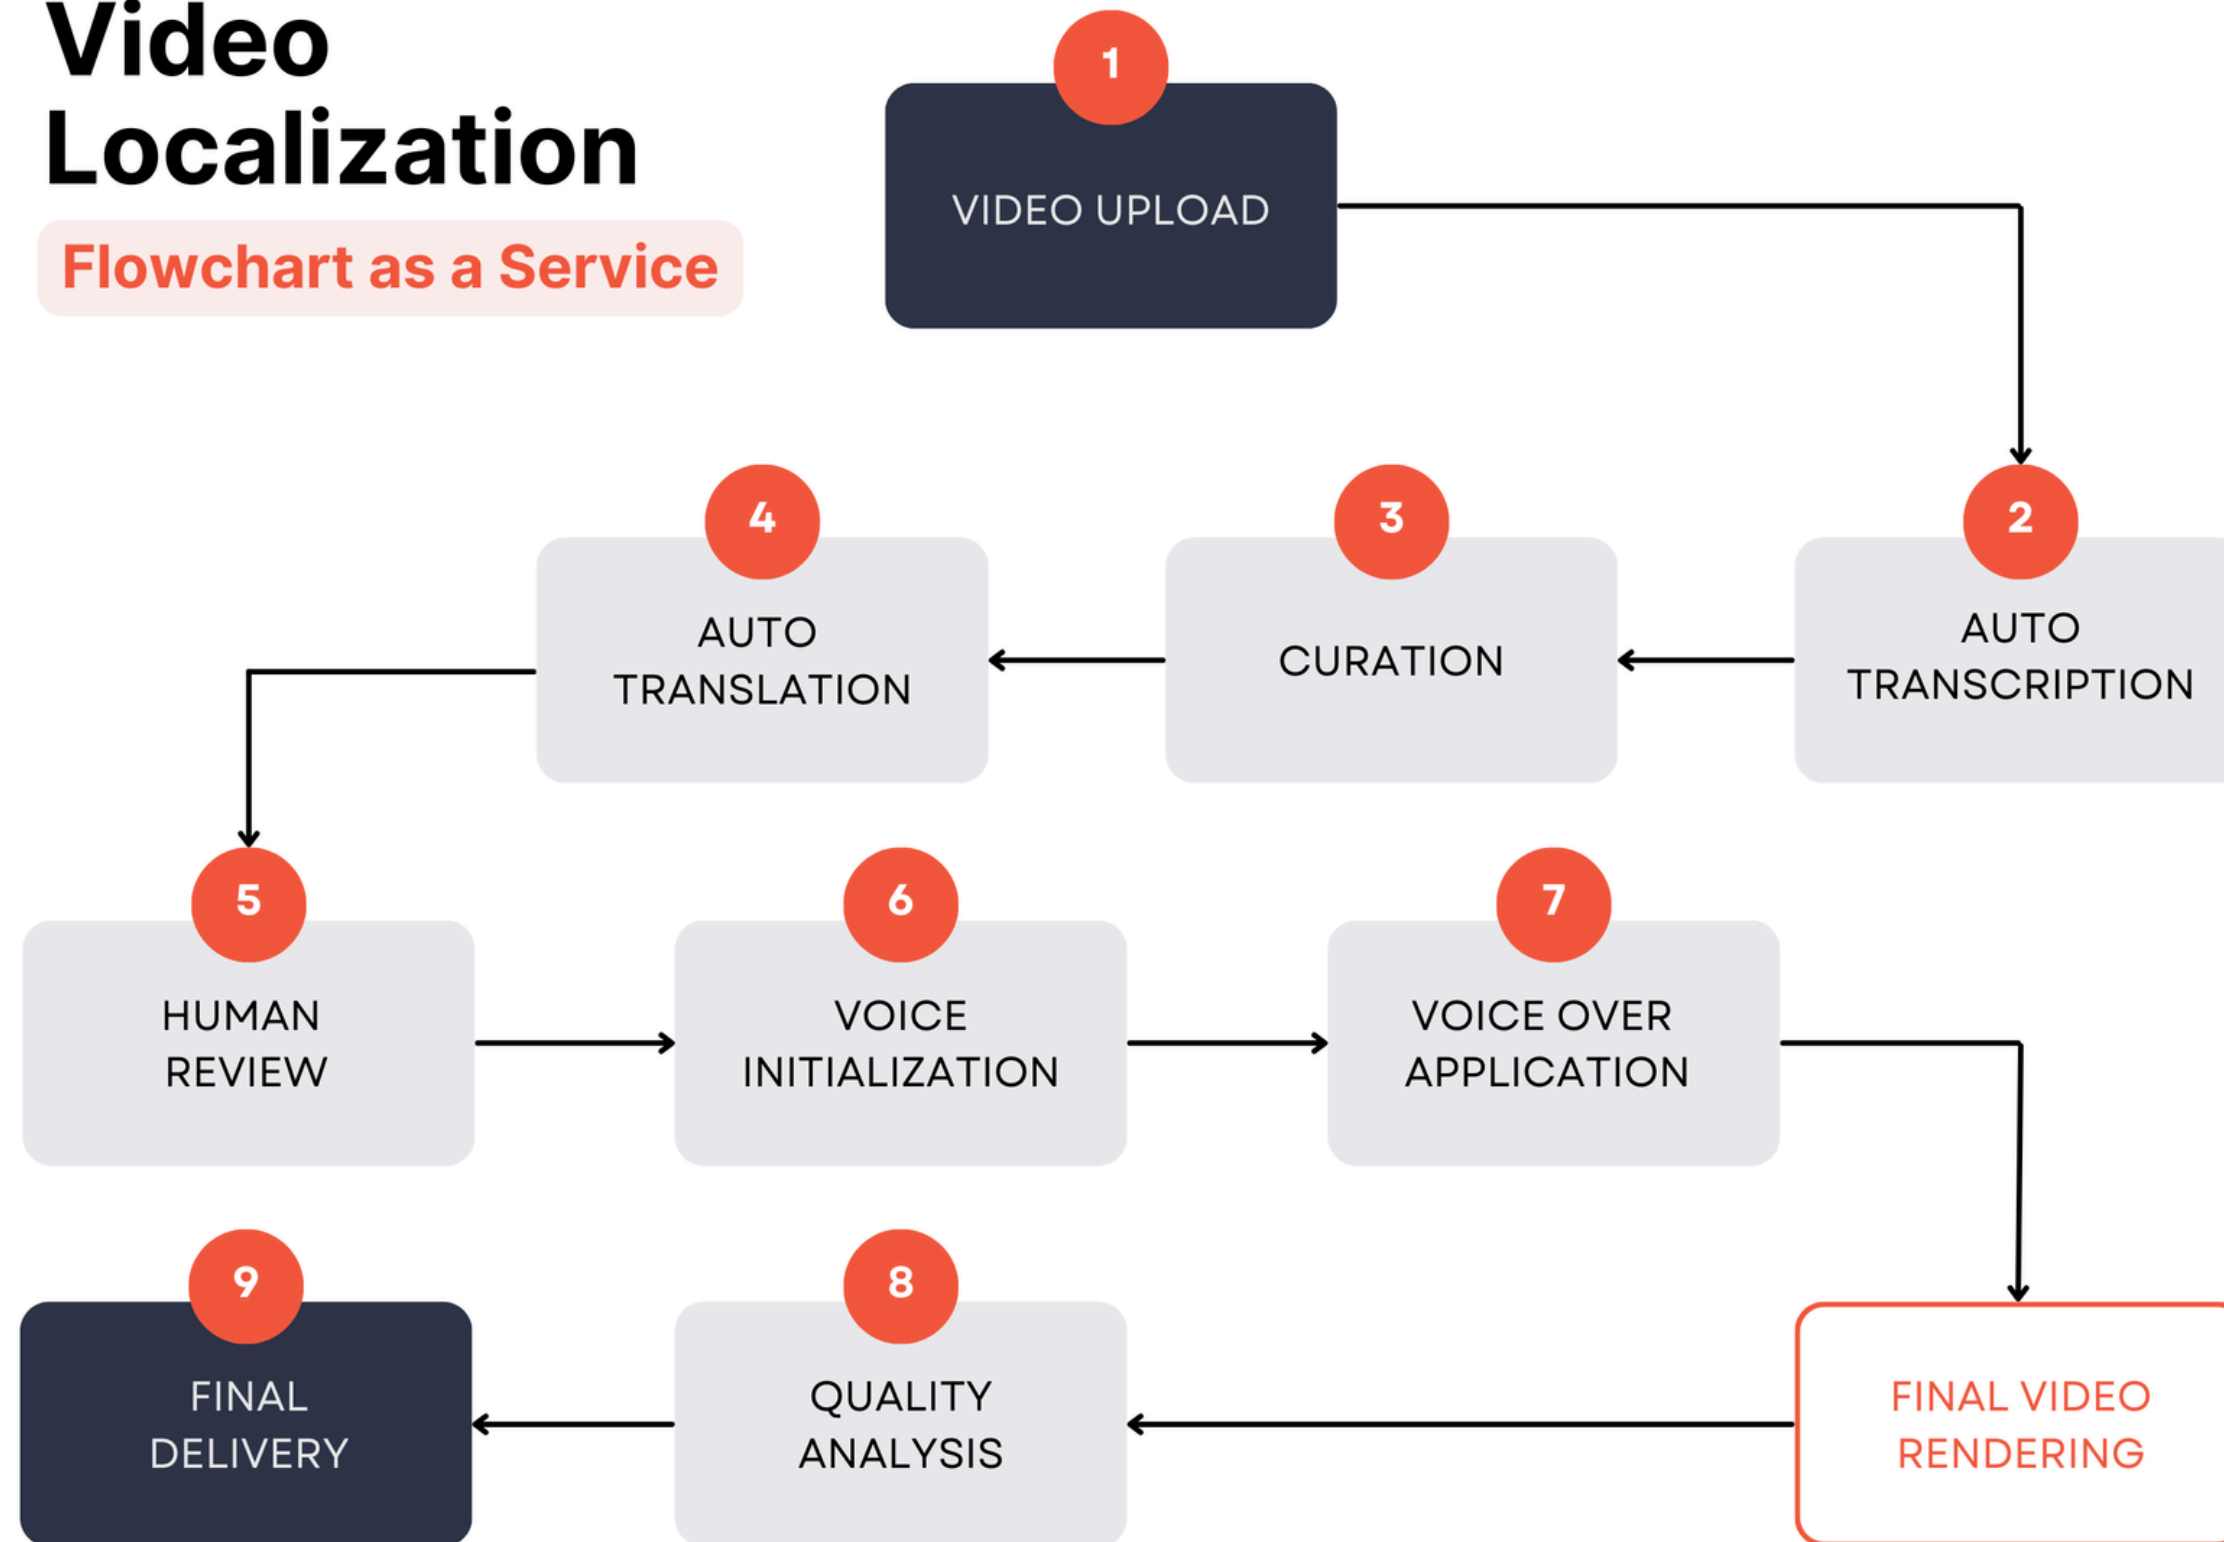 Video
Localization
Flowchart as a Service
1
VIDEO UPLOAD
2
AUTO
TRANSCRIPTION
3
CURATION
4
AUTO
TRANSLATION
5
HUMAN
REVIEW
6
VOICE
INITIALIZATION
7
VOICE OVER
APPLICATION
FINAL VIDEO
RENDERING
8
QUALITY
ANALYSIS
9
FINAL
DELIVERY